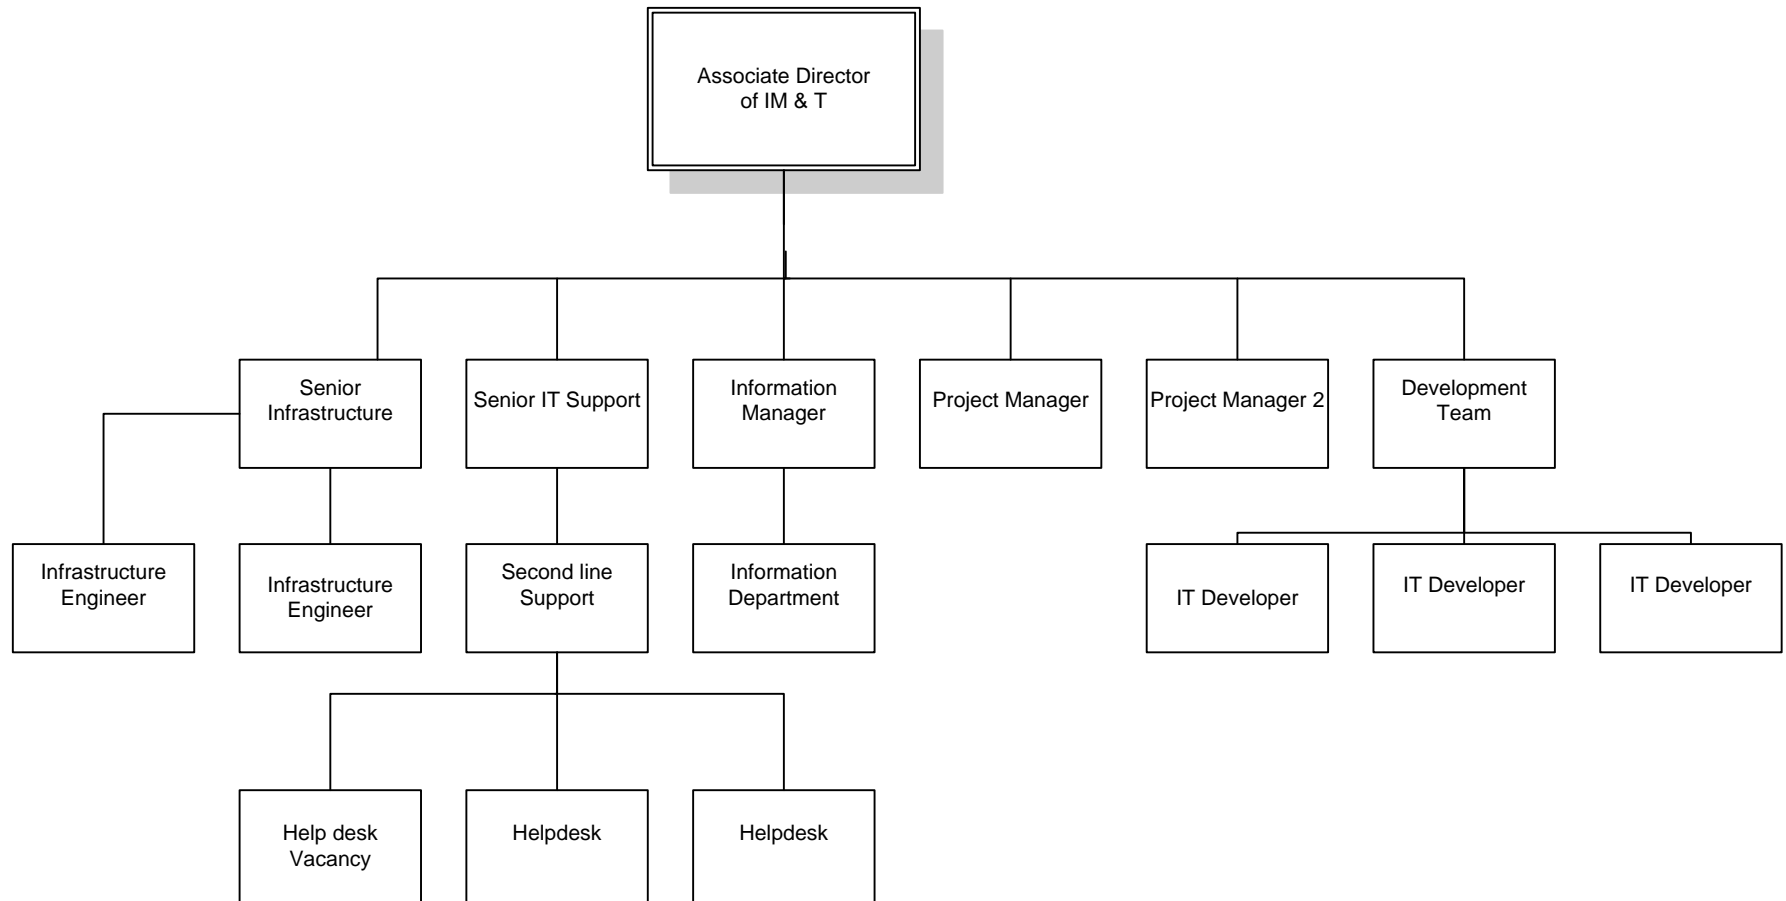 Associate Director
of IM & T
Senior
Infrastructure
Senior IT Support
Information
Manager
Project Manager
Project Manager 2
Development
Team
Infrastructure
Engineer
Infrastructure
Engineer
Second line
Support
Information
Department
IT Developer
IT Developer
IT Developer
Help desk
Vacancy
Helpdesk
Helpdesk